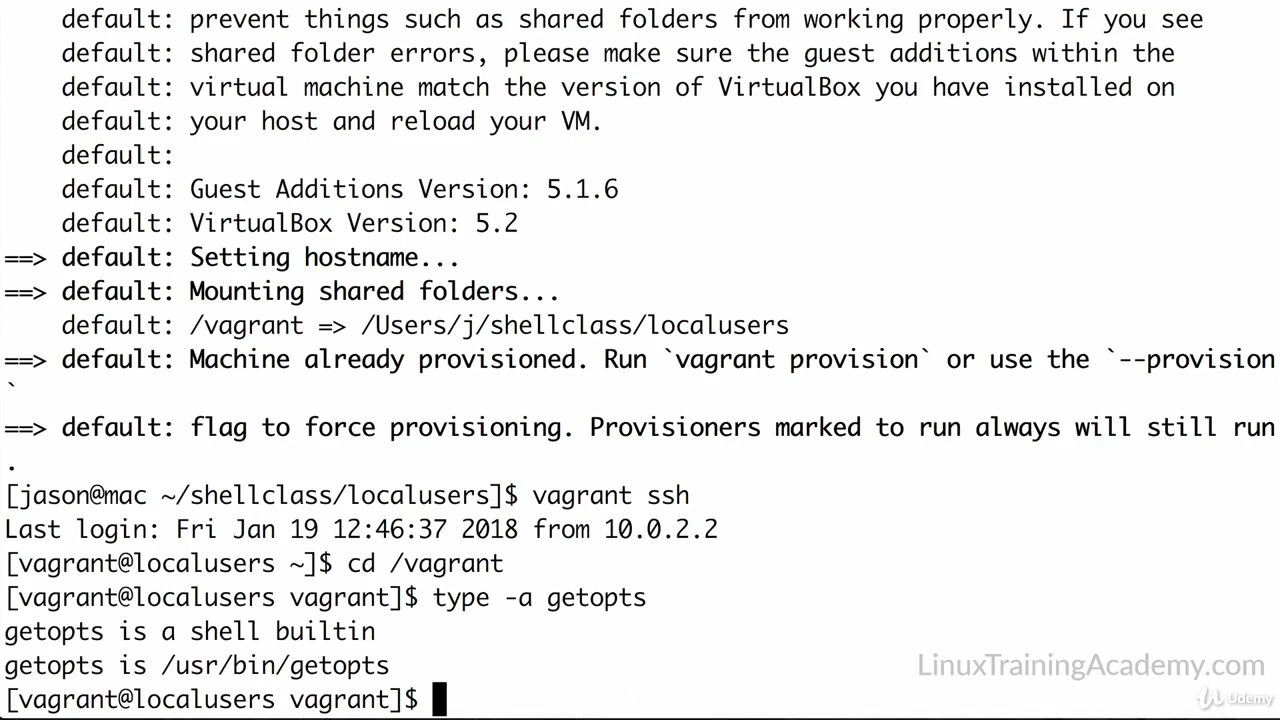 default: prevent things such as shared folders from working properly. If you see
default: shared folder errors, please make sure the guest additions within the
default: virtual machine match the version of VirtualBox you have installed on
default: your host and reload your VM.
default:
default: Guest Additions Version: 5.1.6
default: VirtualBox Version: 5.2
==> default: Setting hostname...
==> default: Mounting shared folders...
default: /vagrant => /Users/j/shellclass/localusers
==> default: Machine already provisioned. Run `vagrant provision` or use the `--provision
`
==> default: flag to force provisioning. Provisioners marked to run always will still run
.
[jason@mac ~/shellclass/localusers]$ vagrant ssh
Last login: Fri Jan 19 12:46:37 2018 from 10.0.2.2
[vagrant@localusers ~]$ cd /vagrant
[vagrant@localusers vagrant]$ type -a getopts
getopts is a shell builtin
getopts is /usr/bin/getopts
[vagrant@localusers vagrant]$
LinuxTrainingAcademy.com
Udemy